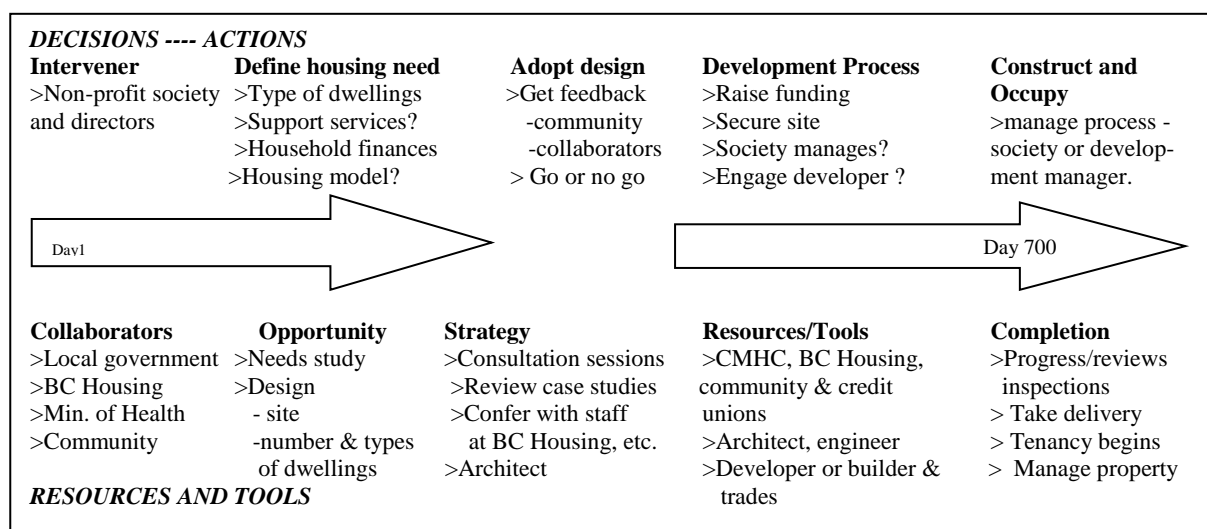 DECISIONS ---- ACTIONS
Intervener
>Non-profit society
and directors
Define housing need
>Type of dwellings
>Support services?
>Household finances
>Housing model?
Adopt design
>Get feedback
-community
-collaborators
> Go or no go
Development Process
>Raise funding
>Secure site
>Society manages?
>Engage developer ?
Construct and
Occupy
>manage process -
society or develop-
ment manager.
Day1
Day 700
Collaborators
>Local government
>BC Housing
>Min. of Health
>Community
Opportunity
>Needs study
>Design
- site
-number & types
of dwellings
Strategy
>Consultation sessions
>Review case studies
>Confer with staff
at BC Housing, etc.
>Architect
Resources/Tools
>CMHC, BC Housing,
community & credit
unions
>Architect, engineer
>Developer or builder &
trades
Completion
>Progress/reviews
inspections
> Take delivery
> Tenancy begins
> Manage property
RESOURCES AND TOOLS